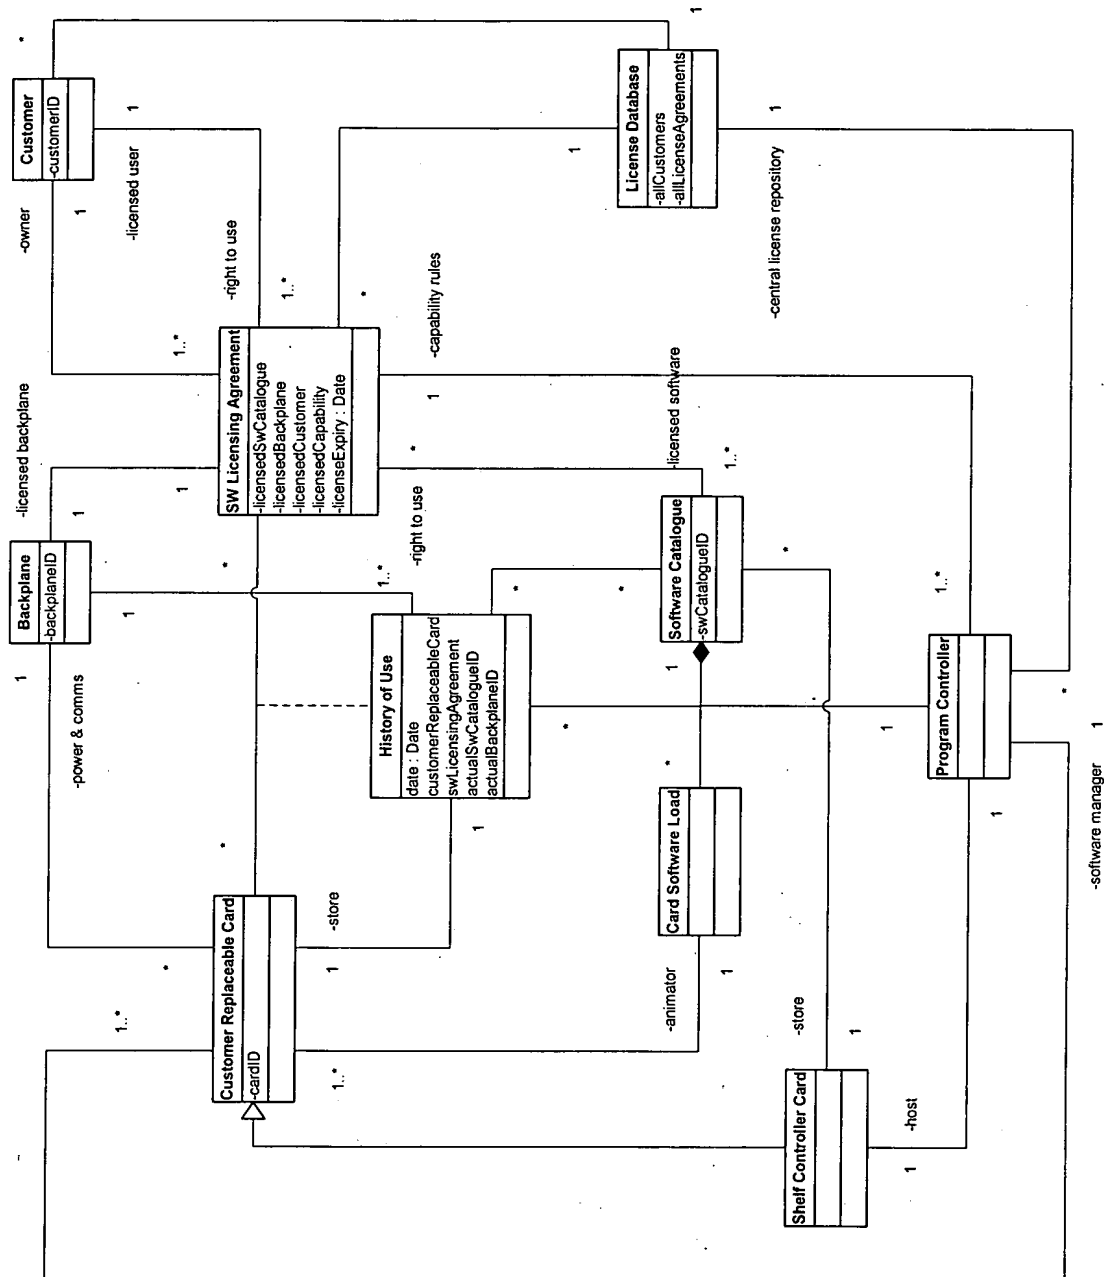 -owner
-licensed backplane
Customer
-customerID
*
Backplane
-backplaneID
1
1
1
-power & comms
-licensed user
1
1
1..*
*
1..*
1
*
*
1..*
1
-right to use
Customer Replaceable Card
-cardID
SW Licensing Agreement
-licensedSwCatalogue
-licensedBackplane
-licensedCustomer
-licensedCapability
-licenseExpiry : Date
1..*
*
-store
1
1..*
1..*
*
-right to use
-capability rules
1
History of Use
date : Date
customerReplaceableCard
swLicensingAgreement
actualSwCatalogueID
actualBackplaneID
1
*
*
*
1
License Database
-allCustomers
-allLicenseAgreements
-licensed software
1..*
Software Catalogue
-swCatalogueID
Card Software Load
-animator
1
*
1
1
1
-central license repository
*
-store
1
Shelf Controller Card
1
-host
1
1
1..*
Program Controller
*
-software manager
1